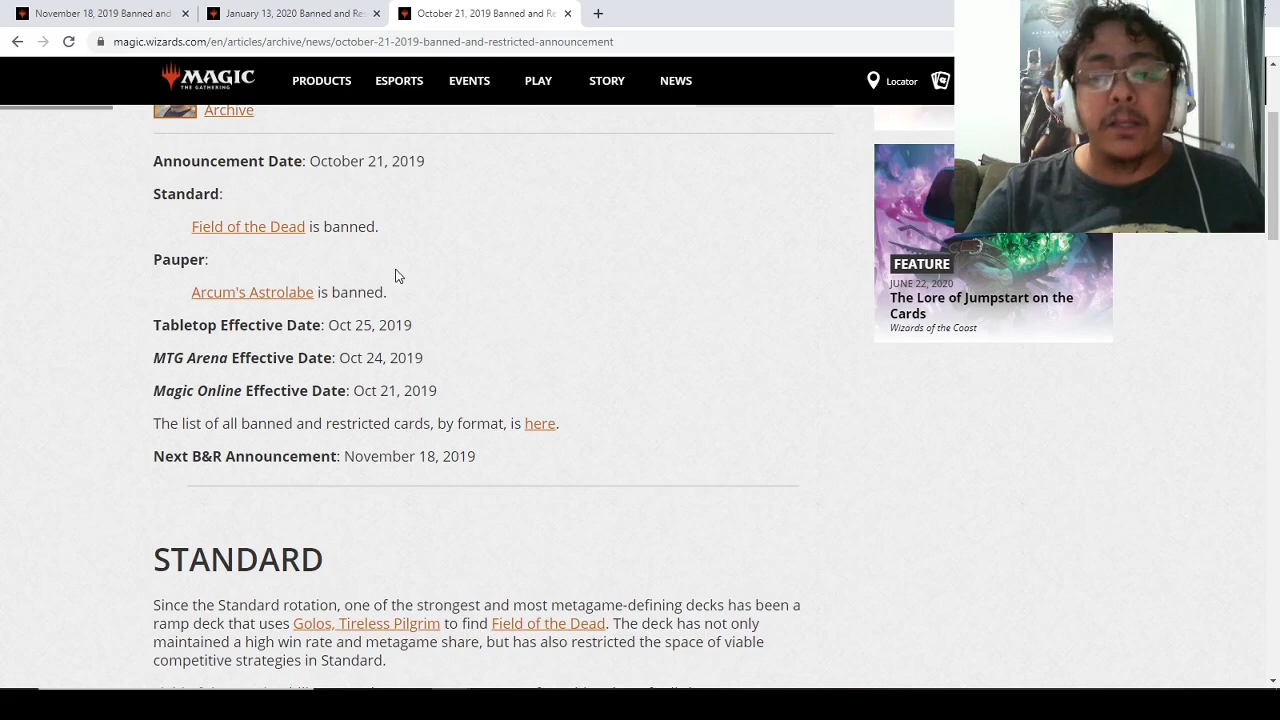 November 18, 2019 Banned and
January 13, 2020 Banned and Re
October 21, 2019 Banned and Re
magic.wizards.com/en/articles/archive/news/october-21-2019-banned-and-restricted-announcement
MAGIC
THE GATHERING
PRODUCTS
ESPORTS
EVENTS
PLAY
STORY
NEWS
Locator
Archive
Announcement Date: October 21, 2019
Standard:
Field of the Dead is banned.
Pauper:
Arcum's Astrolabe is banned.
Tabletop Effective Date: Oct 25, 2019
MTG Arena Effective Date: Oct 24, 2019
Magic Online Effective Date: Oct 21, 2019
The list of all banned and restricted cards, by format, is here.
Next B&R Announcement: November 18, 2019
FEATURE
JUNE 22, 2020
The Lore of Jumpstart on the
Cards
Wizards of the Coast
STANDARD
Since the Standard rotation, one of the strongest and most metagame-defining decks has been a
ramp deck that uses Golos, Tireless Pilgrim to find Field of the Dead. The deck has not only
maintained a high win rate and metagame share, but has also restricted the space of viable
competitive strategies in Standard.